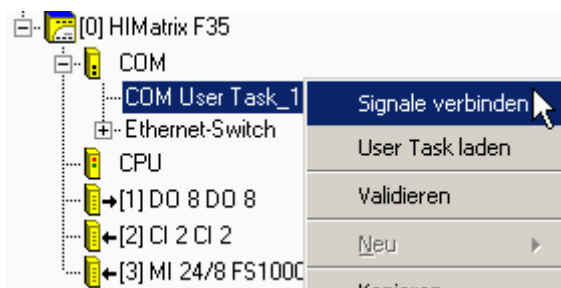 [0] HIMatrix F35
COM
COM User Task_1
Ethernet-Switch
CPU
[1] DO 8 DO 8
[2] CI 2 CI 2
[3] MI 24/8 FS1000
Signale verbinden
User Task laden
Validieren
Neu
Kopieren